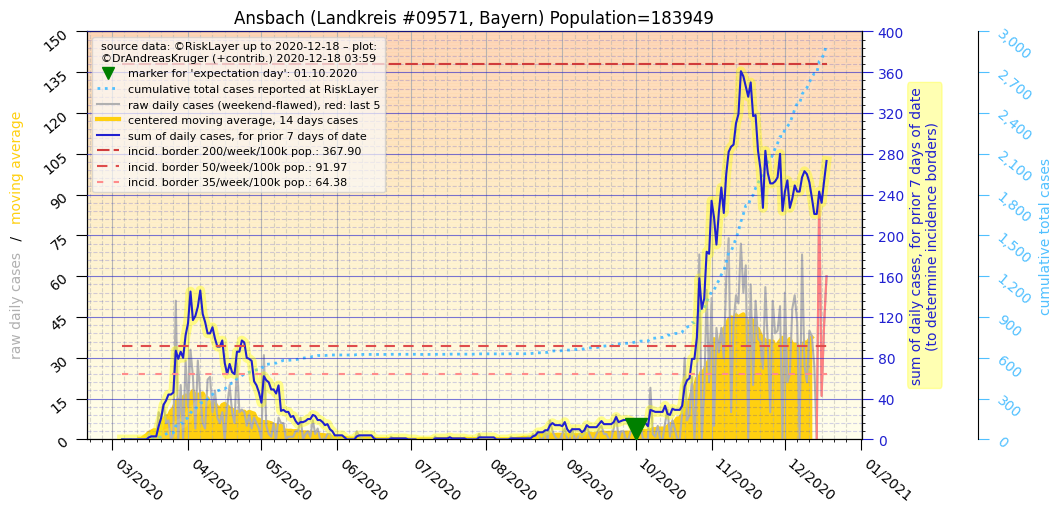 Ansbach (Landkreis #09571, Bayern) Population=183949
source data: ©RiskLayer up to 2020-12-18 – plot:
©DrAndreasKruger (+contrib.) 2020-12-18 03:59
marker for 'expectation day': 01.10.2020
cumulative total cases reported at RiskLayer
raw daily cases (weekend-flawed), red: last 5
centered moving average, 14 days cases
sum of daily cases, for prior 7 days of date
incid. border 200/week/100k pop.: 367.90
incid. border 50/week/100k pop.: 91.97
incid. border 35/week/100k pop.: 64.38
raw daily cases / moving average
150
135
120
105
90
75
60
45
30
15
0
03/2020
04/2020
05/2020
06/2020
07/2020
08/2020
09/2020
10/2020
11/2020
12/2020
01/2021
400
360
320
280
240
200
160
120
80
40
0
sum of daily cases, for prior 7 days of date
(to determine incidence borders)
3,000
2,700
2,400
2,100
1,800
1,500
1,200
900
600
300
0
cumulative total cases